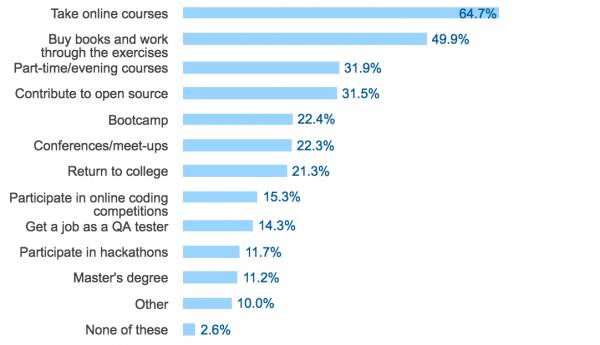 Take online courses 64.7%
Buy books and work
through the exercises 49.9%
Part-time/evening courses 31.9%
Contribute to open source 31.5%
Bootcamp 22.4%
Conferences/meet-ups 22.3%
Return to college 21.3%
Participate in online coding
competitions 15.3%
Get a job as a QA tester 14.3%
Participate in hackathons 11.7%
Master's degree 11.2%
Other 10.0%
None of these 2.6%